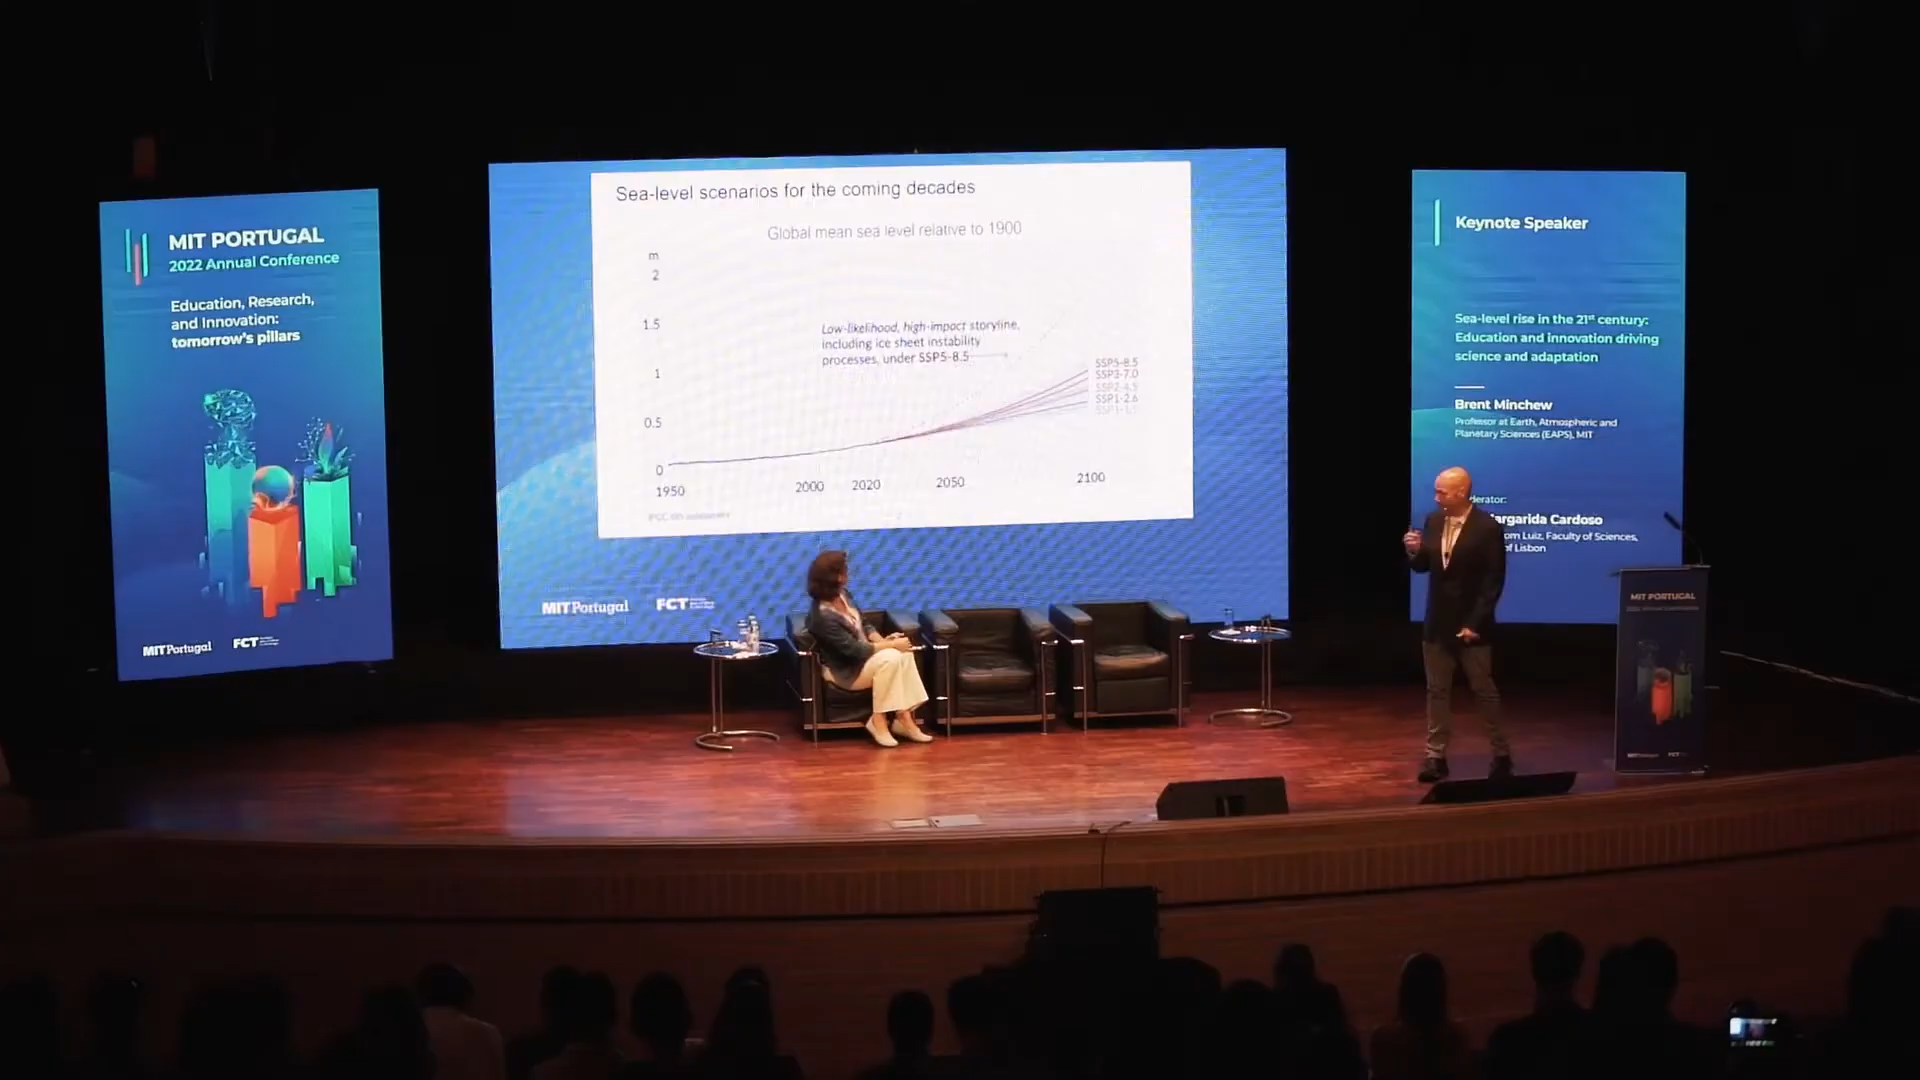 MIT PORTUGAL
2022 Annual Conference
Education, Research,
and Innovation:
tomorrow's pillars
MIT Portugal
FCT
Sea-level scenarios for the coming decades
Global mean sea level relative to 1900
m
2
1.5
1
0.5
0
Low-likelihood, high-impact storyline,
including ice sheet instability
processes, under SSP5-8.5
SSP5-8.5
SSP3-7.0
SSP2-4.5
SSP1-2.6
1950
2000
2020
2050
2100
MIT Portugal
FCT
Keynote Speaker
Sea-level rise in the 21st century:
Education and innovation driving
science and adaptation
Brent Minchew
Professor at Earth, Atmospheric and
Planetary Sciences (EAPS), MIT
derator:
argarida Cardoso
om Luiz, Faculty of Sciences,
of Lisbon
MIT PORTUGAL